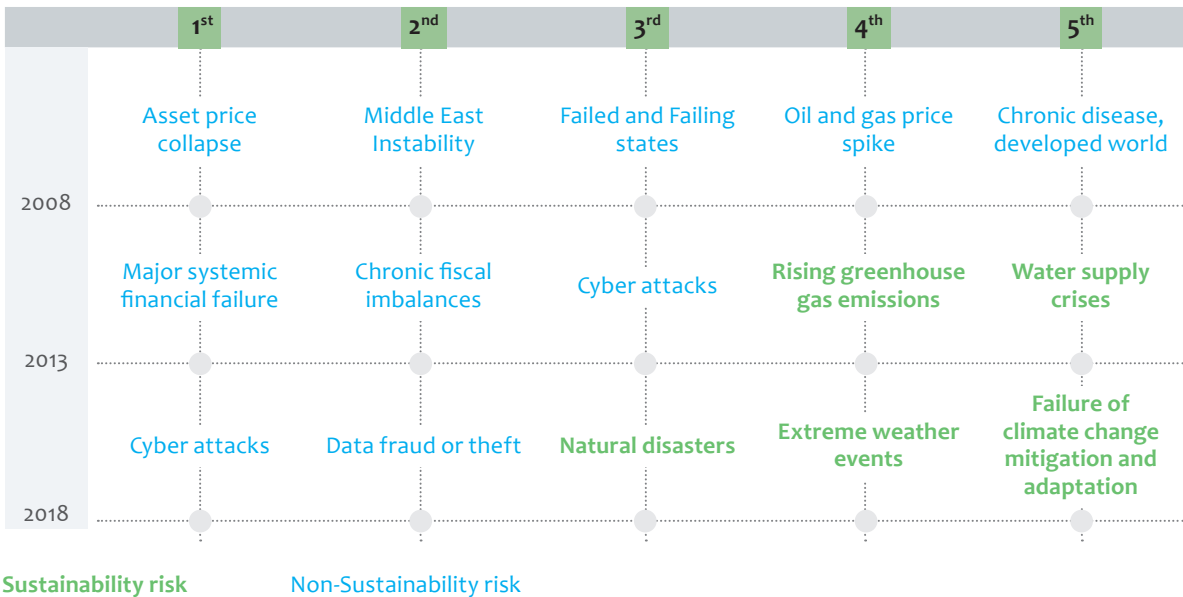 1st 2nd 3rd 4th 5th
Asset price
collapse
Middle East
Instability
Failed and Failing
states
Oil and gas price
spike
Chronic disease,
developed world
2008
Major systemic
financial failure
Chronic fiscal
imbalances
Cyber attacks
Rising greenhouse
gas emissions
Water supply
crises
2013
Cyber attacks
Data fraud or theft
Natural disasters
Extreme weather
events
Failure of
climate change
mitigation and
adaptation
2018
Sustainability risk
Non-Sustainability risk